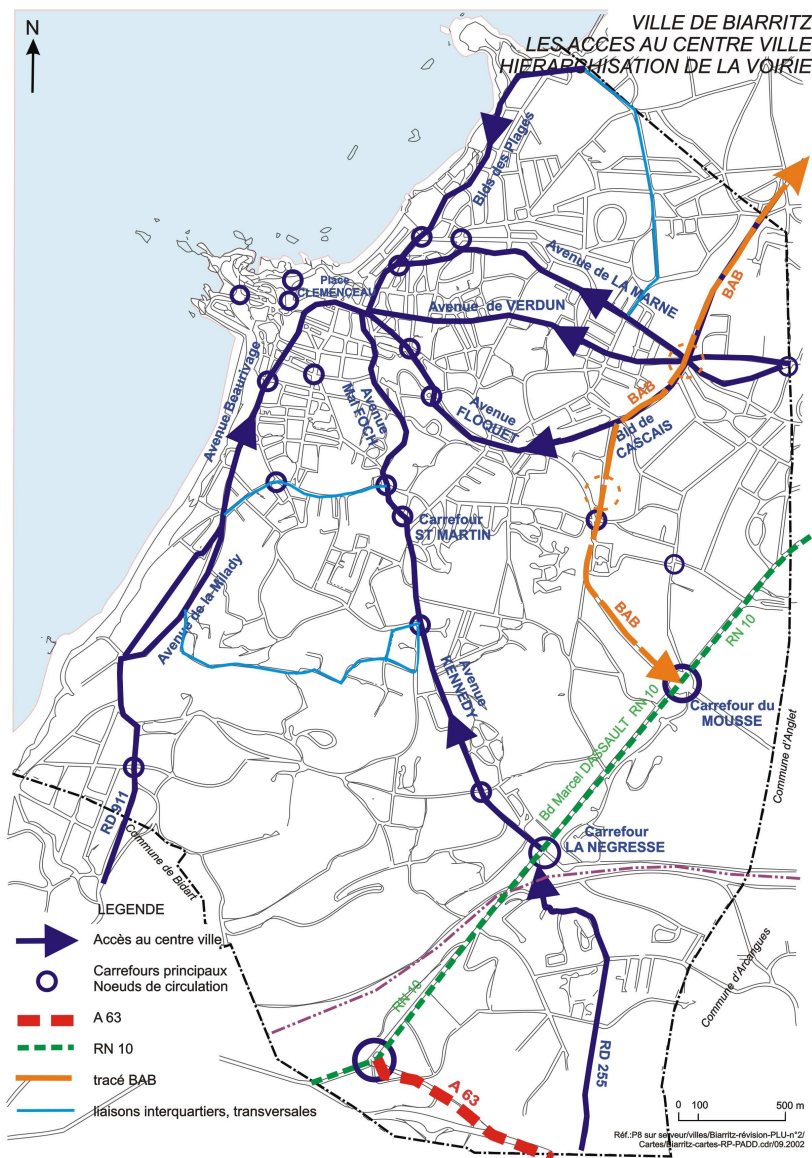 N
VILLE DE BIARRITZ
LES ACCES AU CENTRE VILLE
HIERARCHISATION DE LA VOIRIE
Blds des Plages
Place
CLEMENCEAU
Avenue de LA MARNE
Avenue de VERDUN
BAB
BAB
Avenue Beaurivage
Avenue
Mal FOCH
Avenue
FLOQUET
Bld de
CASCAIS
Carrefour
ST MARTIN
Avenue de la Milady
BAB
RN 10
Avenue
KENNEDY
RN 10
Carrefour du
MOUSSE
Bd Marcel DASSAULT
Commune d'Anglet
RD 911
Commune de Bidart
Carrefour
LA NEGRESSE
Commune d'Arcangues
RN 10
RD 255
A 63
LEGENDE
Accès au centre ville
Carrefours principaux
Noeuds de circulation
A 63
RN 10
tracé BAB
liaisons interquartiers, transversales
0 100 500 m
Réf.:P8 sur serveur/villes/Biarritz-révision-PLU-n°2/
Cartes/Biarritz-cartes-RP-PADD.cdr/09.2002